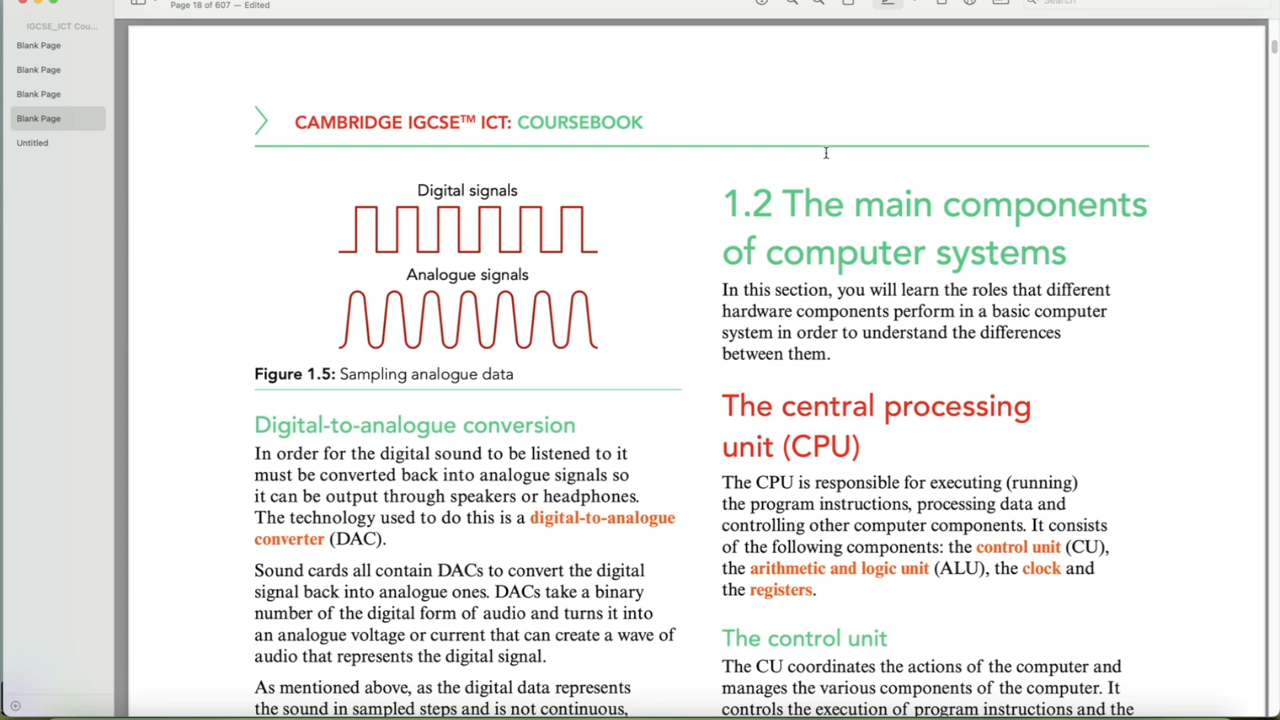 Page 18 of 607 — Edited
Search
IGCSE_ICT Cou...
Blank Page
Blank Page
Blank Page
Blank Page
Untitled
CAMBRIDGE IGCSE™ ICT: COURSEBOOK
Digital signals
Analogue signals
Figure 1.5: Sampling analogue data
Digital-to-analogue conversion
In order for the digital sound to be listened to it
must be converted back into analogue signals so
it can be output through speakers or headphones.
The technology used to do this is a digital-to-analogue
converter (DAC).
Sound cards all contain DACs to convert the digital
signal back into analogue ones. DACs take a binary
number of the digital form of audio and turns it into
an analogue voltage or current that can create a wave of
audio that represents the digital signal.
As mentioned above, as the digital data represents
the sound in sampled steps and is not continuous,
1.2 The main components
of computer systems
In this section, you will learn the roles that different
hardware components perform in a basic computer
system in order to understand the differences
between them.
The central processing
unit (CPU)
The CPU is responsible for executing (running)
the program instructions, processing data and
controlling other computer components. It consists
of the following components: the control unit (CU),
the arithmetic and logic unit (ALU), the clock and
the registers.
The control unit
The CU coordinates the actions of the computer and
manages the various components of the computer. It
controls the execution of program instructions and the